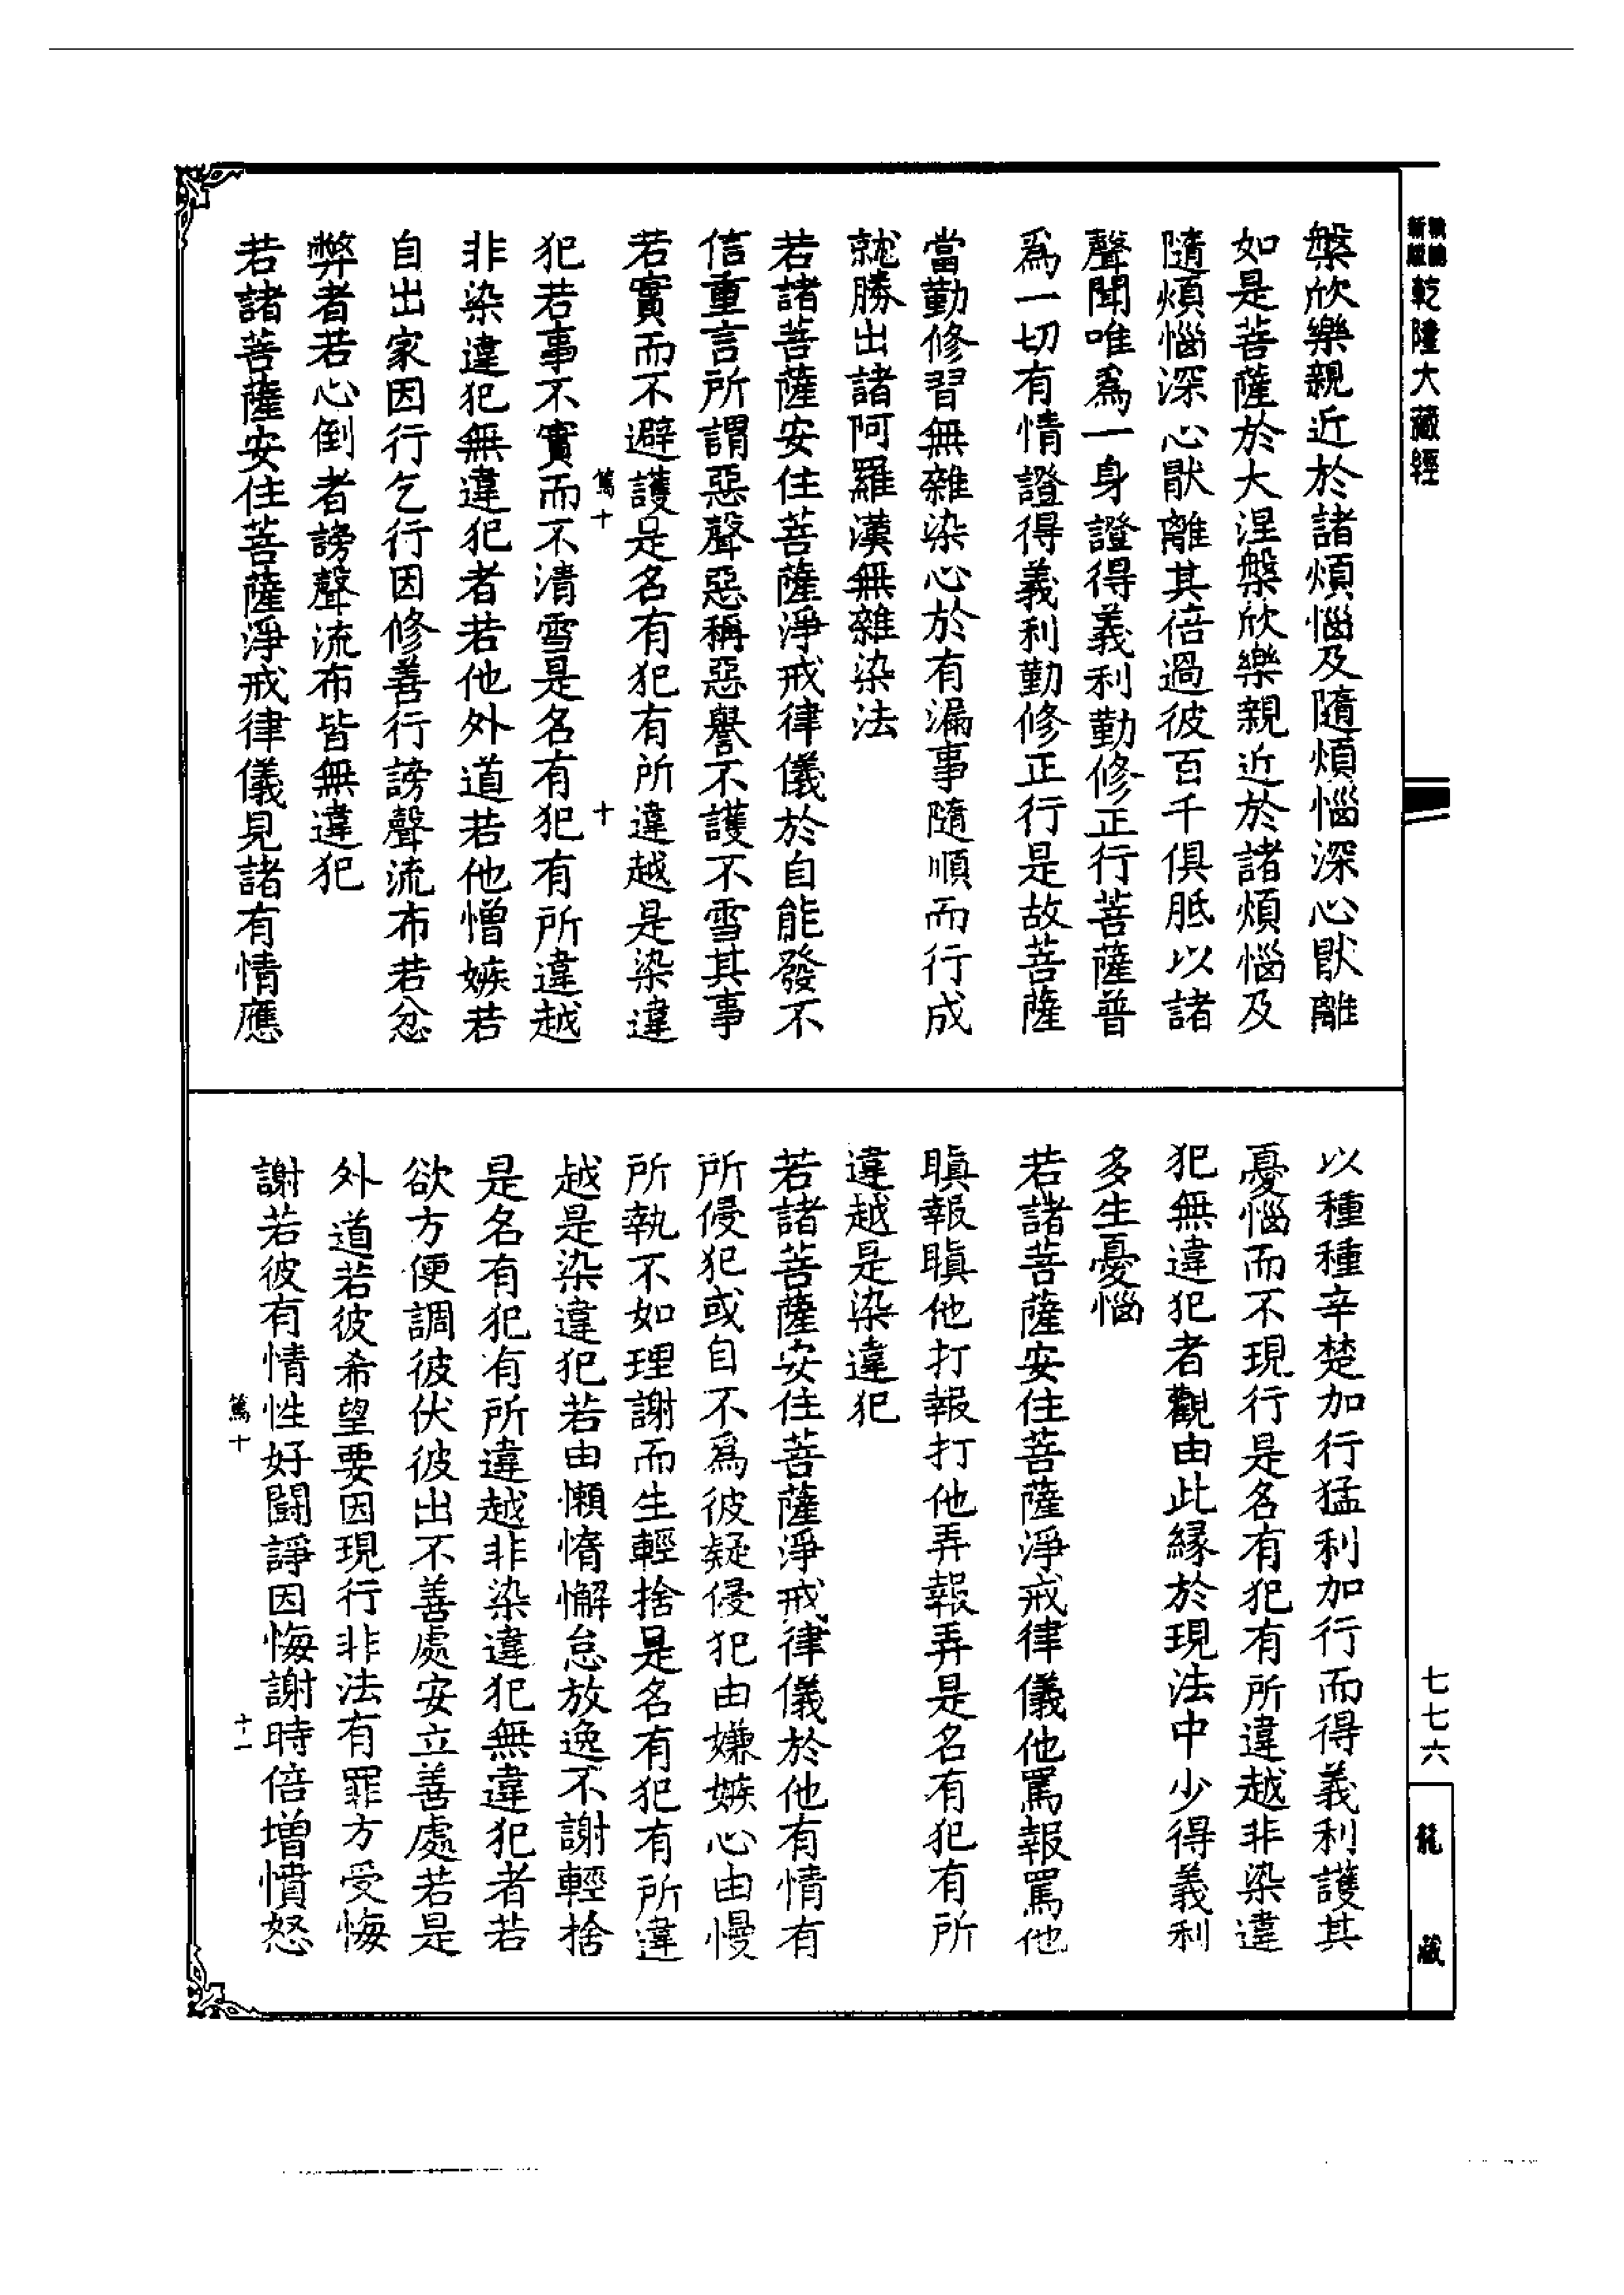 乾隆大藏經
槃欣樂親近於諸煩惱及隨煩惱深心厭離
如是菩薩於大涅槃欣樂親近於諸煩惱及
隨煩惱深心厭離其倍過彼百千俱胝以諸
聲聞唯爲一身證得義利勤修正行菩薩普
爲一切有情證得義利勤修正行是故菩薩
當勤修習無雜染心於有漏事隨順而行成
就勝出諸阿羅漢無雜染法
若諸菩薩安住菩薩淨戒律儀於自能發不
信重言所謂惡聲惡稱惡譽不護不雪其事
若實而不避護是名有犯有所違越是染違
篤十
十
犯若事不實而不清雪是名有犯有所違越
非染違犯無違犯者若他外道若他憎嫉若
自出家因行乞行因修善行謗聲流布若忿
弊者若心倒者謗聲流布皆無違犯
若諸菩薩安住菩薩淨戒律儀見諸有情應
以種種辛楚加行猛利加行而得義利護其
憂惱而不現行是名有犯有所違越非染違
犯無違犯者觀由此緣於現法中少得義利
多生憂惱
若諸菩薩安住菩薩淨戒律儀他罵報罵他
瞋報瞋他打報打他弄報弄是名有犯有所
違越是染違犯
若諸菩薩安住菩薩淨戒律儀於他有情有
所侵犯或自不爲彼疑侵犯由嫌嫉心由慢
所執不如理謝而生輕捨是名有犯有所違
越是染違犯若由懶惰懈怠放逸不謝輕捨
是名有犯有所違越非染違犯無違犯者若
欲方便調彼伏彼出不善處安立善處若是
外道若彼希望要因現行非法有罪方受悔
謝若彼有情性好鬬諍因悔謝時倍增憤怒
篤十
十一
七七六
龍藏